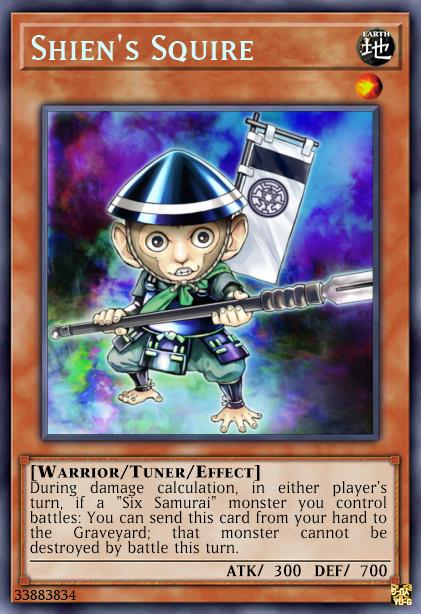 Shien's Squire
EARTH
地
[Warrior/Tuner/Effect]
During damage calculation, in either player's
turn, if a "Six Samurai" monster you control
battles: You can send this card from your hand to
the Graveyard; that monster cannot be
destroyed by battle this turn.
ATK/ 300 DEF/ 700
33883834